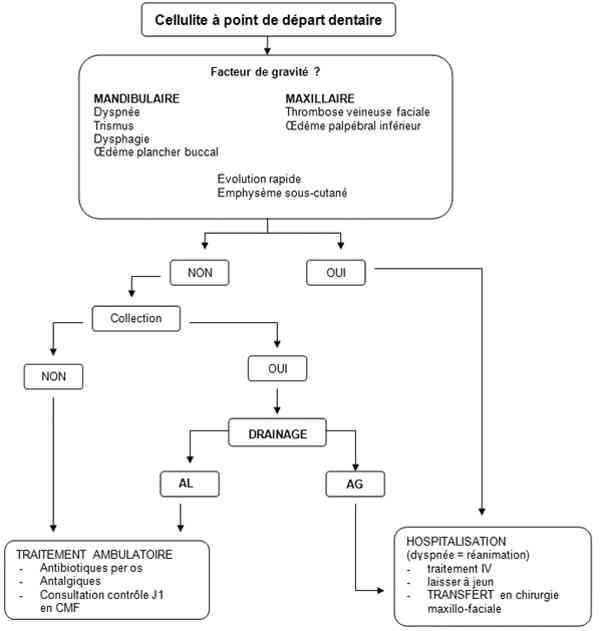 Cellulite à point de départ dentaire
Facteur de gravité ?
MANDIBULAIRE
Dyspnée
Trismus
Dysphagie
Œdème plancher buccal
MAXILLAIRE
Thrombose veineuse faciale
Œdème palpébral inférieur
Evolution rapide
Emphysème sous-cutané
NON
OUI
Collection
NON
OUI
DRAINAGE
AL
AG
TRAITEMENT AMBULATOIRE
- Antibiotiques per os
- Antalgiques
- Consultation contrôle J1
en CMF
HOSPITALISATION
(dyspnée = réanimation)
- traitement IV
- laisser à jeun
- TRANSFERT en chirurgie
maxillo-faciale